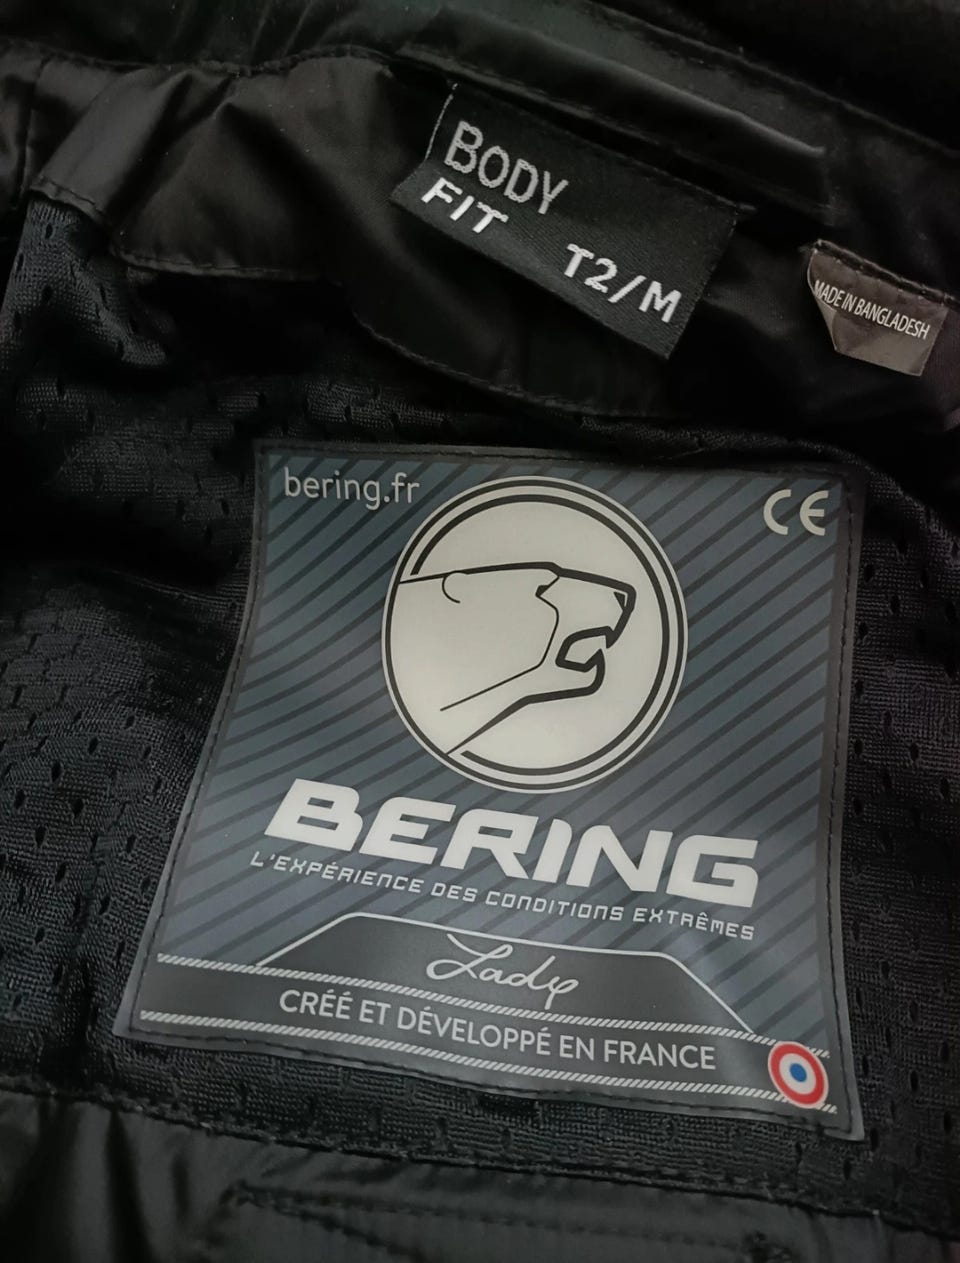 BODY
FIT
T2/M
MADE IN BANGLADESH
bering.fr
CE
BERING
L'EXPÉRIENCE DES CONDITIONS EXTRÊMES
Lady
CRÉÉ ET DÉVELOPPÉ EN FRANCE